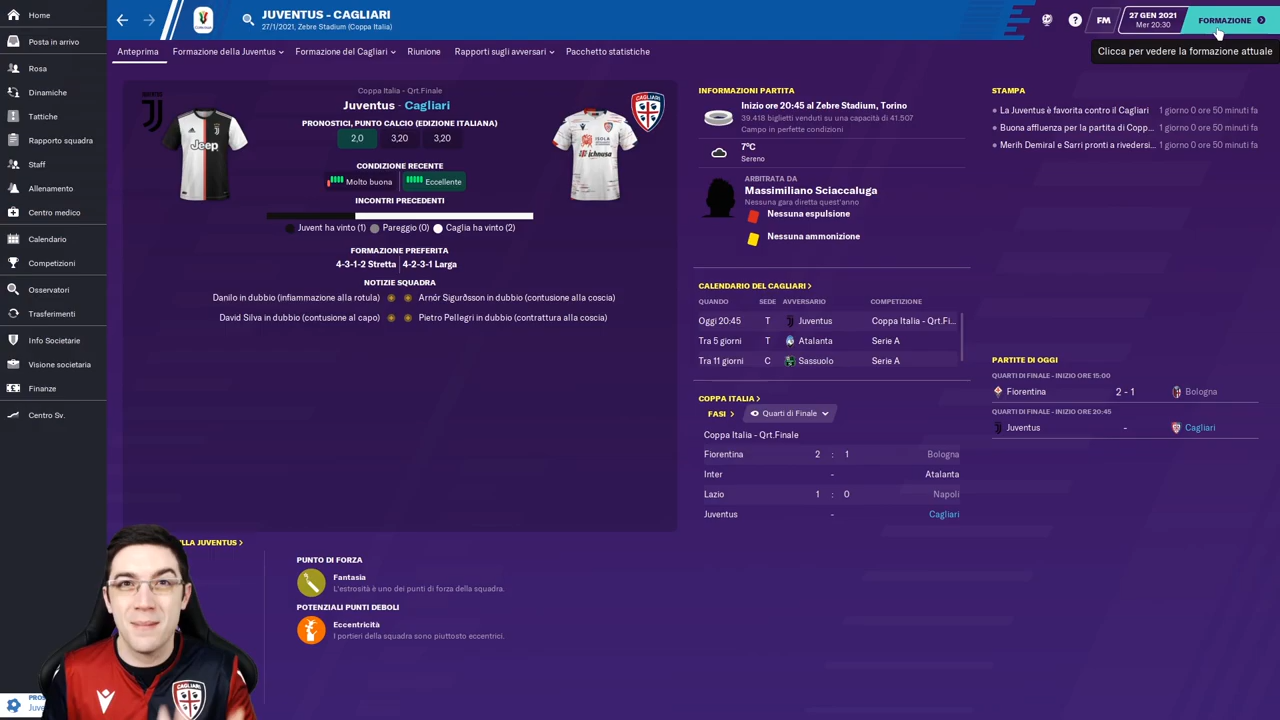 Posta in arrivo
Rosa
Dinamiche
Tattiche
Rapporto squadra
Staff
Allenamento
Centro medico
Calendario
Competizioni
Osservatori
Trasferimenti
Info Societarie
Visione societaria
Finanze
Centro Sv.
JUVENTUS - CAGLIARI
27/1/2021, Zebre Stadium (Coppa Italia)
FM
27 GEN 2021
Mer 20:30
FORMAZIONE
Clicca per vedere la formazione attuale
Anteprima
Formazione della Juventus
Formazione del Cagliari
Riunione
Rapporti sugli avversari
Pacchetto statistiche
Coppa Italia - Qrt.Finale
Juventus - Cagliari
PRONOSTICI, PUNTO CALCIO (EDIZIONE ITALIANA)
2,0 3,20 3,20
CONDIZIONE RECENTE
Molto buona Eccellente
INCONTRI PRECEDENTI
Juvent ha vinto (1) Pareggio (0) Caglia ha vinto (2)
FORMAZIONE PREFERITA
4-3-1-2 Stretta 4-2-3-1 Larga
NOTIZIE SQUADRA
Danilo in dubbio (infiammazione alla rotula) Arnór Sigurðsson in dubbio (contusione alla coscia)
David Silva in dubbio (contusione al capo) Pietro Pellegri in dubbio (contrattura alla coscia)
Jeep
CAGLIARI
ISOLA
ichnusa
LLA JUVENTUS
PUNTO DI FORZA
Fantasia
L'estrosità è uno dei punti di forza della squadra.
POTENZIALI PUNTI DEBOLI
Eccentricità
I portieri della squadra sono piuttosto eccentrici.
INFORMAZIONI PARTITA
Inizio ore 20:45 al Zebre Stadium, Torino
39.418 biglietti venduti su una capacità di 41.507
Campo in perfette condizioni
7°C
Sereno
ARBITRATA DA
Massimiliano Sciaccaluga
Nessuna gara diretta quest'anno
Nessuna espulsione
Nessuna ammonizione
CALENDARIO DEL CAGLIARI
QUANDO SEDE AVVERSARIO COMPETIZIONE
Oggi 20:45 T Juventus Coppa Italia - Qrt.Fi...
Tra 5 giorni T Atalanta Serie A
Tra 11 giorni C Sassuolo Serie A
COPPA ITALIA
FASI Quarti di Finale
Coppa Italia - Qrt.Finale
Fiorentina 2 : 1 Bologna
Inter - Atalanta
Lazio 1 : 0 Napoli
Juventus - Cagliari
STAMPA
La Juventus è favorita contro il Cagliari 1 giorno 0 ore 50 minuti fa
Buona affluenza per la partita di Copp... 1 giorno 0 ore 50 minuti fa
Merih Demiral e Sarri pronti a rivedersi... 1 giorno 0 ore 50 minuti fa
PARTITE DI OGGI
QUARTI DI FINALE - INIZIO ORE 15:00
Fiorentina 2 - 1 Bologna
QUARTI DI FINALE - INIZIO ORE 20:45
Juventus - Cagliari